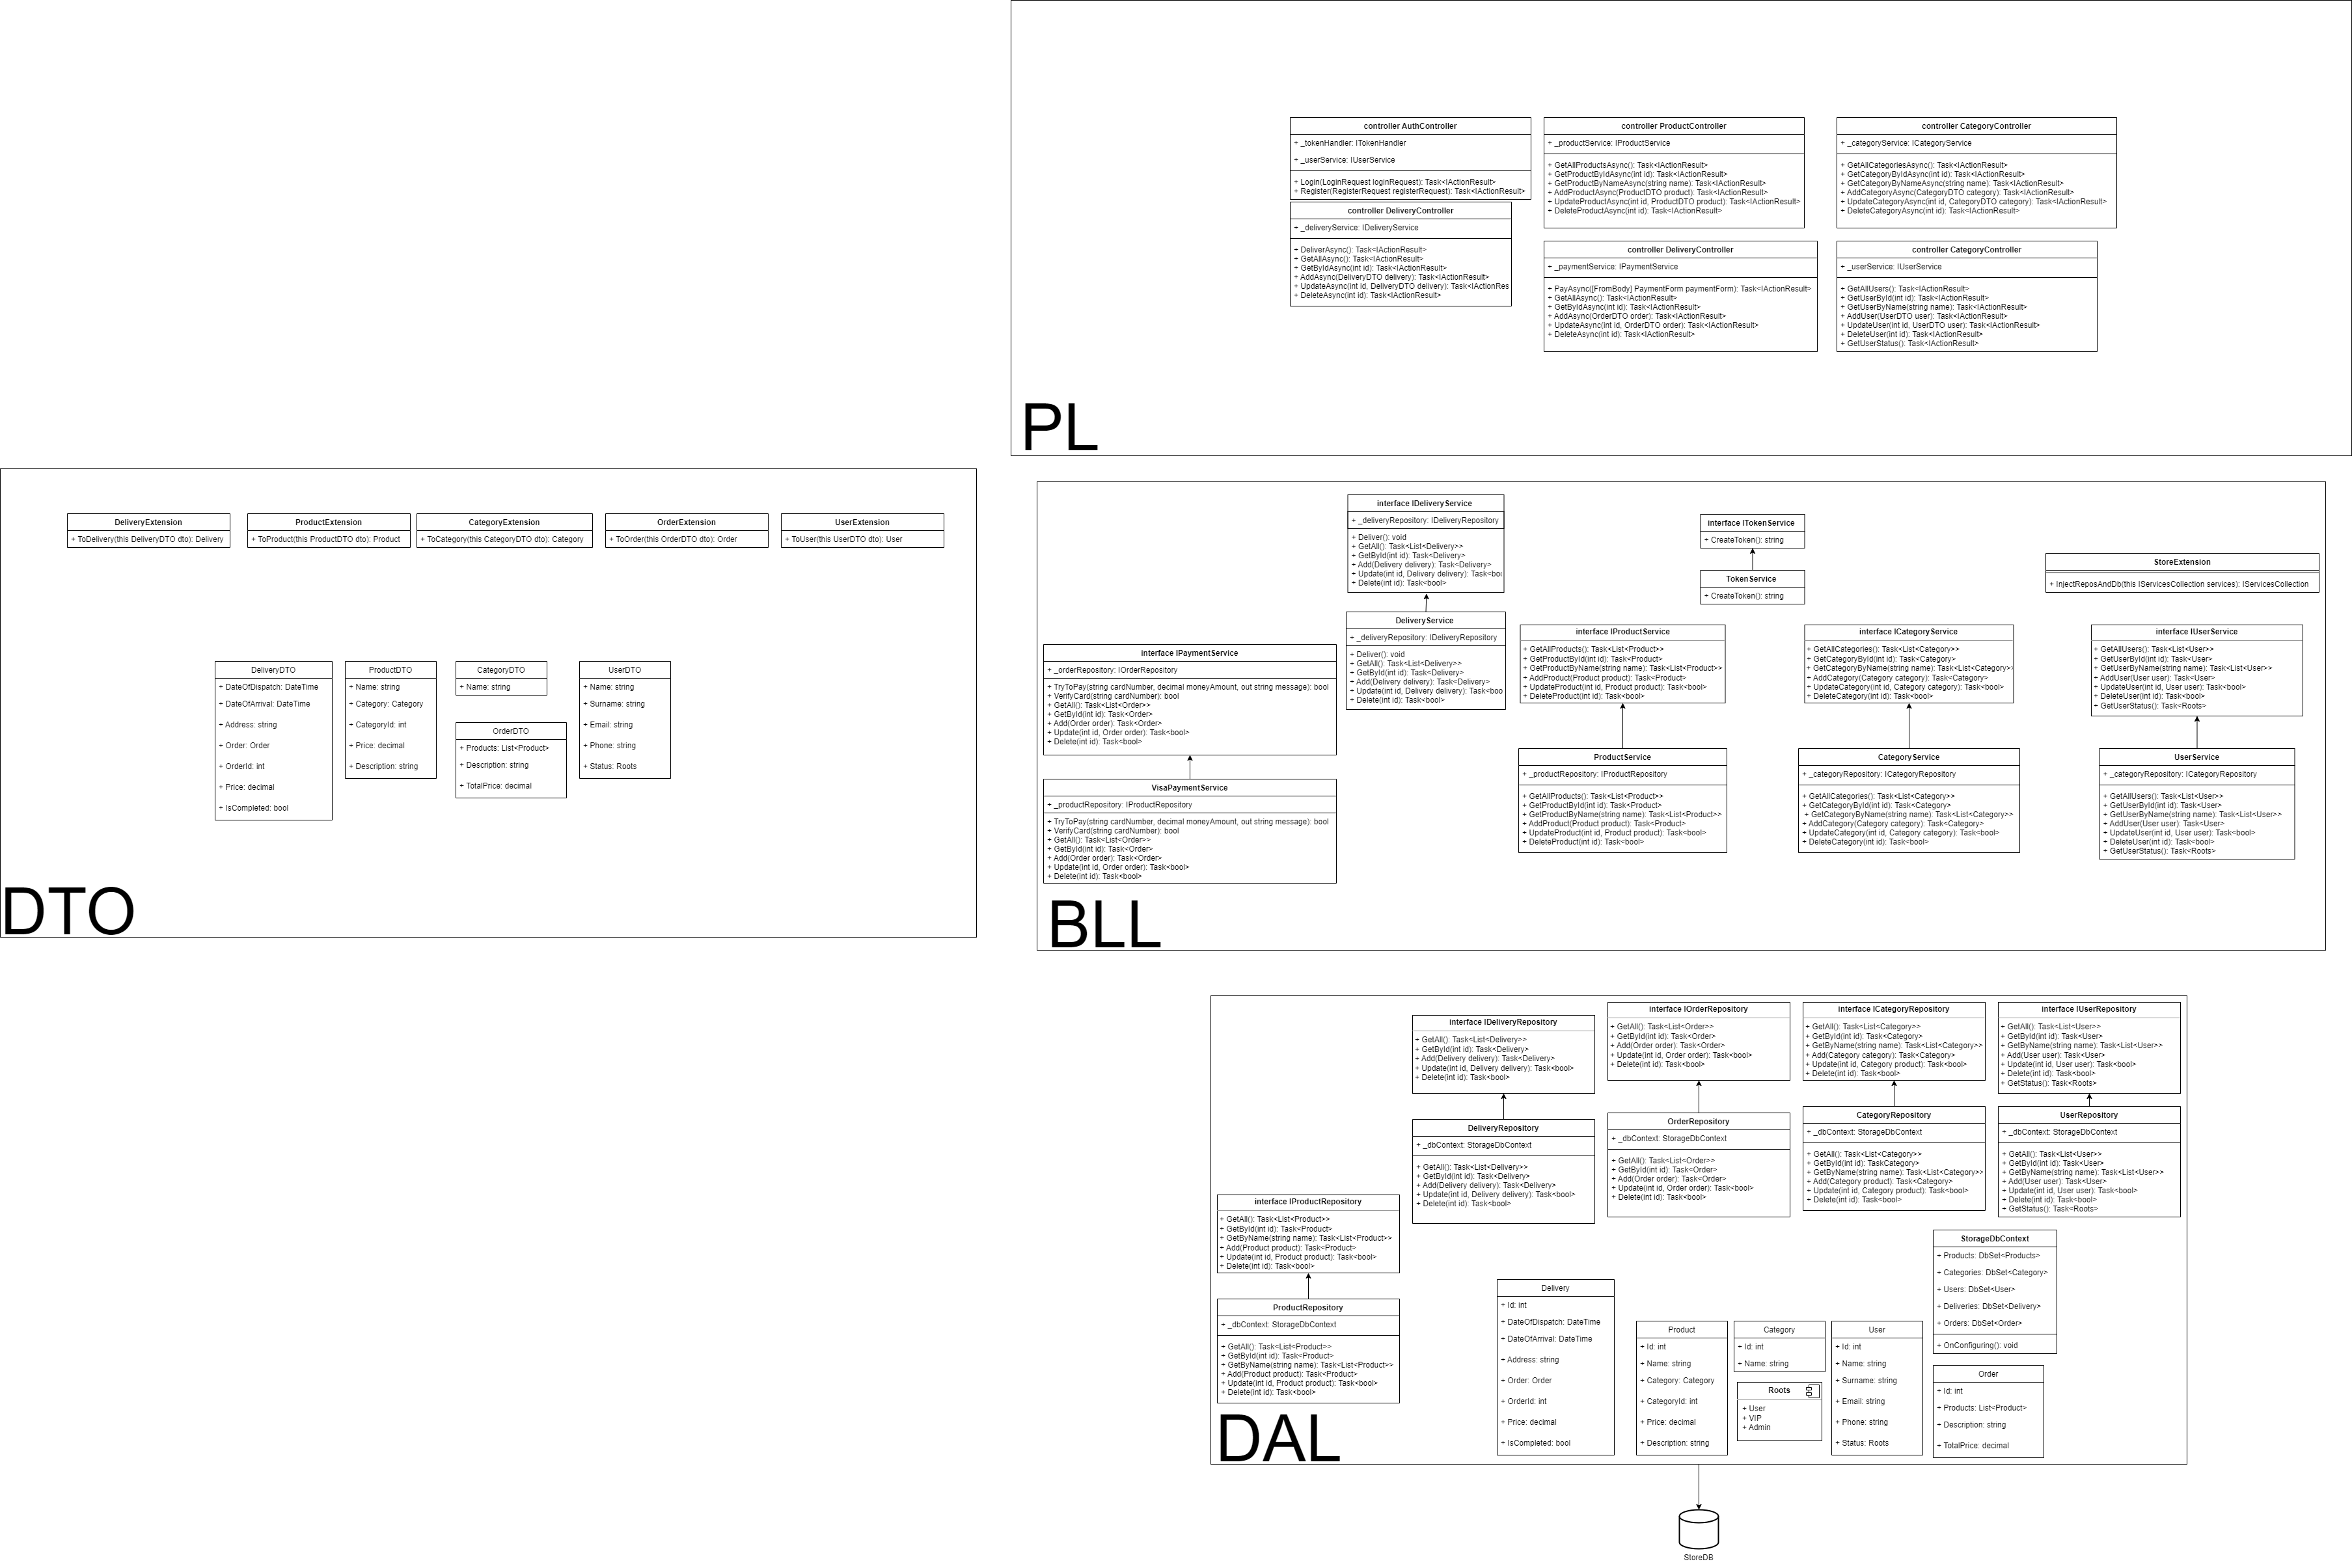 controller AuthController
+ _tokenHandler: ITokenHandler
+ _userService: IUserService
+ Login(LoginRequest loginRequest): Task<IActionResult>
+ Register(RegisterRequest registerRequest): Task<IActionResult>
controller DeliveryController
+ _deliveryService: IDeliveryService
+ DeliverAsync(): Task<IActionResult>
+ GetAllAsync(): Task<IActionResult>
+ GetByIdAsync(int id): Task<IActionResult>
+ AddAsync(DeliveryDTO delivery): Task<IActionResult>
+ UpdateAsync(int id, DeliveryDTO delivery): Task<IActionRes
+ DeleteAsync(int id): Task<IActionResult>
controller ProductController
+ _productService: IProductService
+ GetAllProductsAsync(): Task<IActionResult>
+ GetProductByIdAsync(int id): Task<IActionResult>
+ GetProductByNameAsync(string name): Task<IActionResult>
+ AddProductAsync(ProductDTO product): Task<IActionResult>
+ UpdateProductAsync(int id, ProductDTO product): Task<IActionResult>
+ DeleteProductAsync(int id): Task<IActionResult>
controller CategoryController
+ _categoryService: ICategoryService
+ GetAllCategoriesAsync(): Task<IActionResult>
+ GetCategoryByIdAsync(int id): Task<IActionResult>
+ GetCategoryByNameAsync(string name): Task<IActionResult>
+ AddCategoryAsync(CategoryDTO category): Task<IActionResult>
+ UpdateCategoryAsync(int id, CategoryDTO category): Task<IActionResult>
+ DeleteCategoryAsync(int id): Task<IActionResult>
controller DeliveryController
+ _paymentService: IPaymentService
+ PayAsync([FromBody] PaymentForm paymentForm): Task<IActionResult>
+ GetAllAsync(): Task<IActionResult>
+ GetByIdAsync(int id): Task<IActionResult>
+ AddAsync(OrderDTO order): Task<IActionResult>
+ UpdateAsync(int id, OrderDTO order): Task<IActionResult>
+ DeleteAsync(int id): Task<IActionResult>
controller CategoryController
+ _userService: IUserService
+ GetAllUsers(): Task<IActionResult>
+ GetUserById(int id): Task<IActionResult>
+ GetUserByName(string name): Task<IActionResult>
+ AddUser(UserDTO user): Task<IActionResult>
+ UpdateUser(int id, UserDTO user): Task<IActionResult>
+ DeleteUser(int id): Task<IActionResult>
+ GetUserStatus(): Task<IActionResult>
PL
DeliveryExtension
+ ToDelivery(this DeliveryDTO dto): Delivery
ProductExtension
+ ToProduct(this ProductDTO dto): Product
CategoryExtension
+ ToCategory(this CategoryDTO dto): Category
OrderExtension
+ ToOrder(this OrderDTO dto): Order
UserExtension
+ ToUser(this UserDTO dto): User
DeliveryDTO
+ DateOfDispatch: DateTime
+ DateOfArrival: DateTime
+ Address: string
+ Order: Order
+ OrderId: int
+ Price: decimal
+ IsCompleted: bool
ProductDTO
+ Name: string
+ Category: Category
+ CategoryId: int
+ Price: decimal
+ Description: string
CategoryDTO
+ Name: string
OrderDTO
+ Products: List<Product>
+ Description: string
+ TotalPrice: decimal
UserDTO
+ Name: string
+ Surname: string
+ Email: string
+ Phone: string
+ Status: Roots
DTO
interface IDeliveryService
+ _deliveryRepository: IDeliveryRepository
+ Deliver(): void
+ GetAll(): Task<List<Delivery>>
+ GetById(int id): Task<Delivery>
+ Add(Delivery delivery): Task<Delivery>
+ Update(int id, Delivery delivery): Task<boo
+ Delete(int id): Task<bool>
DeliveryService
+ _deliveryRepository: IDeliveryRepository
+ Deliver(): void
+ GetAll(): Task<List<Delivery>>
+ GetById(int id): Task<Delivery>
+ Add(Delivery delivery): Task<Delivery>
+ Update(int id, Delivery delivery): Task<boo
+ Delete(int id): Task<bool>
interface ITokenService
+ CreateToken(): string
TokenService
+ CreateToken(): string
StoreExtension
+ InjectReposAndDb(this IServicesCollection services): IServicesCollection
interface IPaymentService
+ _orderRepository: IOrderRepository
+ TryToPay(string cardNumber, decimal moneyAmount, out string message): bool
+ VerifyCard(string cardNumber): bool
+ GetAll(): Task<List<Order>>
+ GetById(int id): Task<Order>
+ Add(Order order): Task<Order>
+ Update(int id, Order order): Task<bool>
+ Delete(int id): Task<bool>
VisaPaymentService
+ _productRepository: IProductRepository
+ TryToPay(string cardNumber, decimal moneyAmount, out string message): bool
+ VerifyCard(string cardNumber): bool
+ GetAll(): Task<List<Order>>
+ GetById(int id): Task<Order>
+ Add(Order order): Task<Order>
+ Update(int id, Order order): Task<bool>
+ Delete(int id): Task<bool>
interface IProductService
+ GetAllProducts(): Task<List<Product>>
+ GetProductById(int id): Task<Product>
+ GetProductByName(string name): Task<List<Product>>
+ AddProduct(Product product): Task<Product>
+ UpdateProduct(int id, Product product): Task<bool>
+ DeleteProduct(int id): Task<bool>
ProductService
+ _productRepository: IProductRepository
+ GetAllProducts(): Task<List<Product>>
+ GetProductById(int id): Task<Product>
+ GetProductByName(string name): Task<List<Product>>
+ AddProduct(Product product): Task<Product>
+ UpdateProduct(int id, Product product): Task<bool>
+ DeleteProduct(int id): Task<bool>
interface ICategoryService
+ GetAllCategories(): Task<List<Category>>
+ GetCategoryById(int id): Task<Category>
+ GetCategoryByName(string name): Task<List<Category>
+ AddCategory(Category category): Task<Category>
+ UpdateCategory(int id, Category category): Task<bool>
+ DeleteCategory(int id): Task<bool>
CategoryService
+ _categoryRepository: ICategoryRepository
+ GetAllCategories(): Task<List<Category>>
+ GetCategoryById(int id): Task<Category>
+ GetCategoryByName(string name): Task<List<Category>>
+ AddCategory(Category category): Task<Category>
+ UpdateCategory(int id, Category category): Task<bool>
+ DeleteCategory(int id): Task<bool>
interface IUserService
+ GetAllUsers(): Task<List<User>>
+ GetUserById(int id): Task<User>
+ GetUserByName(string name): Task<List<User>>
+ AddUser(User user): Task<User>
+ UpdateUser(int id, User user): Task<bool>
+ DeleteUser(int id): Task<bool>
+ GetUserStatus(): Task<Roots>
UserService
+ _categoryRepository: ICategoryRepository
+ GetAllUsers(): Task<List<User>>
+ GetUserById(int id): Task<User>
+ GetUserByName(string name): Task<List<User>>
+ AddUser(User user): Task<User>
+ UpdateUser(int id, User user): Task<bool>
+ DeleteUser(int id): Task<bool>
+ GetUserStatus(): Task<Roots>
BLL
interface IDeliveryRepository
+ GetAll(): Task<List<Delivery>>
+ GetById(int id): Task<Delivery>
+ Add(Delivery delivery): Task<Delivery>
+ Update(int id, Delivery delivery): Task<bool>
+ Delete(int id): Task<bool>
DeliveryRepository
+ _dbContext: StorageDbContext
+ GetAll(): Task<List<Delivery>>
+ GetById(int id): Task<Delivery>
+ Add(Delivery delivery): Task<Delivery>
+ Update(int id, Delivery delivery): Task<bool>
+ Delete(int id): Task<bool>
interface IOrderRepository
+ GetAll(): Task<List<Order>>
+ GetById(int id): Task<Order>
+ Add(Order order): Task<Order>
+ Update(int id, Order order): Task<bool>
+ Delete(int id): Task<bool>
OrderRepository
+ _dbContext: StorageDbContext
+ GetAll(): Task<List<Order>>
+ GetById(int id): Task<Order>
+ Add(Order order): Task<Order>
+ Update(int id, Order order): Task<bool>
+ Delete(int id): Task<bool>
interface ICategoryRepository
+ GetAll(): Task<List<Category>>
+ GetById(int id): Task<Category>
+ GetByName(string name): Task<List<Category>>
+ Add(Category category): Task<Category>
+ Update(int id, Category product): Task<bool>
+ Delete(int id): Task<bool>
CategoryRepository
+ _dbContext: StorageDbContext
+ GetAll(): Task<List<Category>>
+ GetById(int id): TaskCategory>
+ GetByName(string name): Task<List<Category>>
+ Add(Category product): Task<Category>
+ Update(int id, Category product): Task<bool>
+ Delete(int id): Task<bool>
interface IUserRepository
+ GetAll(): Task<List<User>>
+ GetById(int id): Task<User>
+ GetByName(string name): Task<List<User>>
+ Add(User user): Task<User>
+ Update(int id, User user): Task<bool>
+ Delete(int id): Task<bool>
+ GetStatus(): Task<Roots>
UserRepository
+ _dbContext: StorageDbContext
+ GetAll(): Task<List<User>>
+ GetById(int id): Task<User>
+ GetByName(string name): Task<List<User>>
+ Add(User user): Task<User>
+ Update(int id, User user): Task<bool>
+ Delete(int id): Task<bool>
+ GetStatus(): Task<Roots>
interface IProductRepository
+ GetAll(): Task<List<Product>>
+ GetById(int id): Task<Product>
+ GetByName(string name): Task<List<Product>>
+ Add(Product product): Task<Product>
+ Update(int id, Product product): Task<bool>
+ Delete(int id): Task<bool>
ProductRepository
+ _dbContext: StorageDbContext
+ GetAll(): Task<List<Product>>
+ GetById(int id): Task<Product>
+ GetByName(string name): Task<List<Product>>
+ Add(Product product): Task<Product>
+ Update(int id, Product product): Task<bool>
+ Delete(int id): Task<bool>
Delivery
+ Id: int
+ DateOfDispatch: DateTime
+ DateOfArrival: DateTime
+ Address: string
+ Order: Order
+ OrderId: int
+ Price: decimal
+ IsCompleted: bool
Product
+ Id: int
+ Name: string
+ Category: Category
+ CategoryId: int
+ Price: decimal
+ Description: string
Category
+ Id: int
+ Name: string
Roots
+ User
+ VIP
+ Admin
User
+ Id: int
+ Name: string
+ Surname: string
+ Email: string
+ Phone: string
+ Status: Roots
StorageDbContext
+ Products: DbSet<Products>
+ Categories: DbSet<Category>
+ Users: DbSet<User>
+ Deliveries: DbSet<Delivery>
+ Orders: DbSet<Order>
+ OnConfiguring(): void
Order
+ Id: int
+ Products: List<Product>
+ Description: string
+ TotalPrice: decimal
DAL
StoreDB